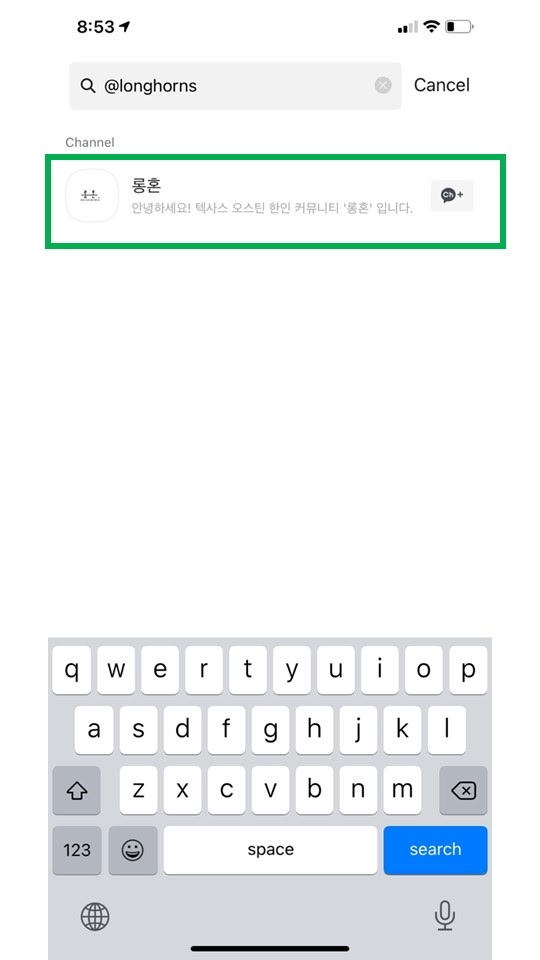 8:53
@longhorns
Cancel
Channel
롱혼
안녕하세요! 텍사스 오스틴 한인 커뮤니티 '롱혼' 입니다.
Ch+
q w e r t y u i o p
a s d f g h j k l
z x c v b n m
123 space search